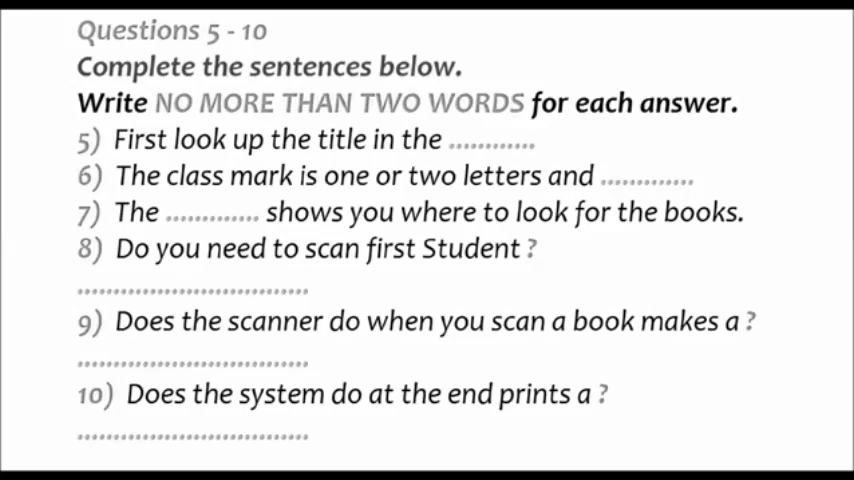 Questions 5 - 10
Complete the sentences below.
Write NO MORE THAN TWO WORDS for each answer.
5) First look up the title in the ............
6) The class mark is one or two letters and .............
7) The ............. shows you where to look for the books.
8) Do you need to scan first Student ?
................................
9) Does the scanner do when you scan a book makes a ?
................................
10) Does the system do at the end prints a ?
................................